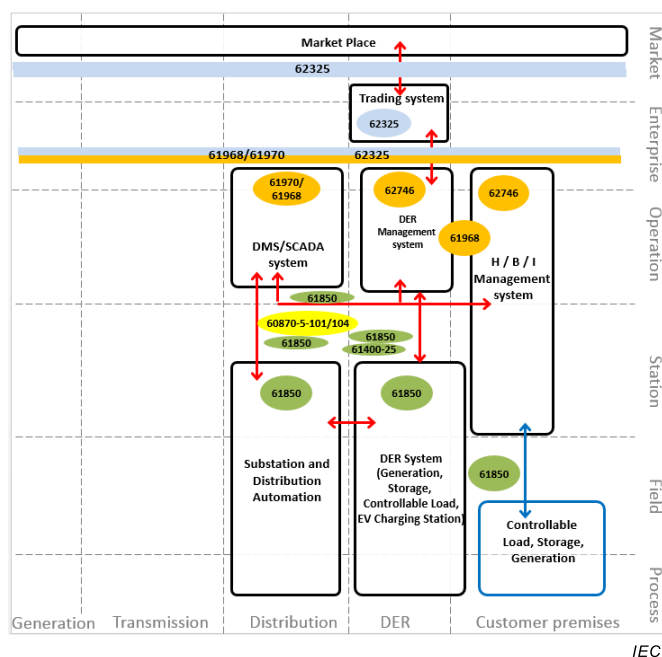 Market Place
62325
Market
Trading system
62325
Enterprise
61968/61970
62325
61970/
61968
62746
62746
DMS/SCADA
system
DER
Management
system
61968
H / B / I
Management
system
Operation
61850
60870-5-101/104
61850
61850
61400-25
Station
61850
61850
Substation and
Distribution
Automation
DER System
(Generation,
Storage,
Controllable Load,
EV Charging Station)
61850
Field
Controllable
Load, Storage,
Generation
Process
Generation
Transmission
Distribution
DER
Customer premises
IEC